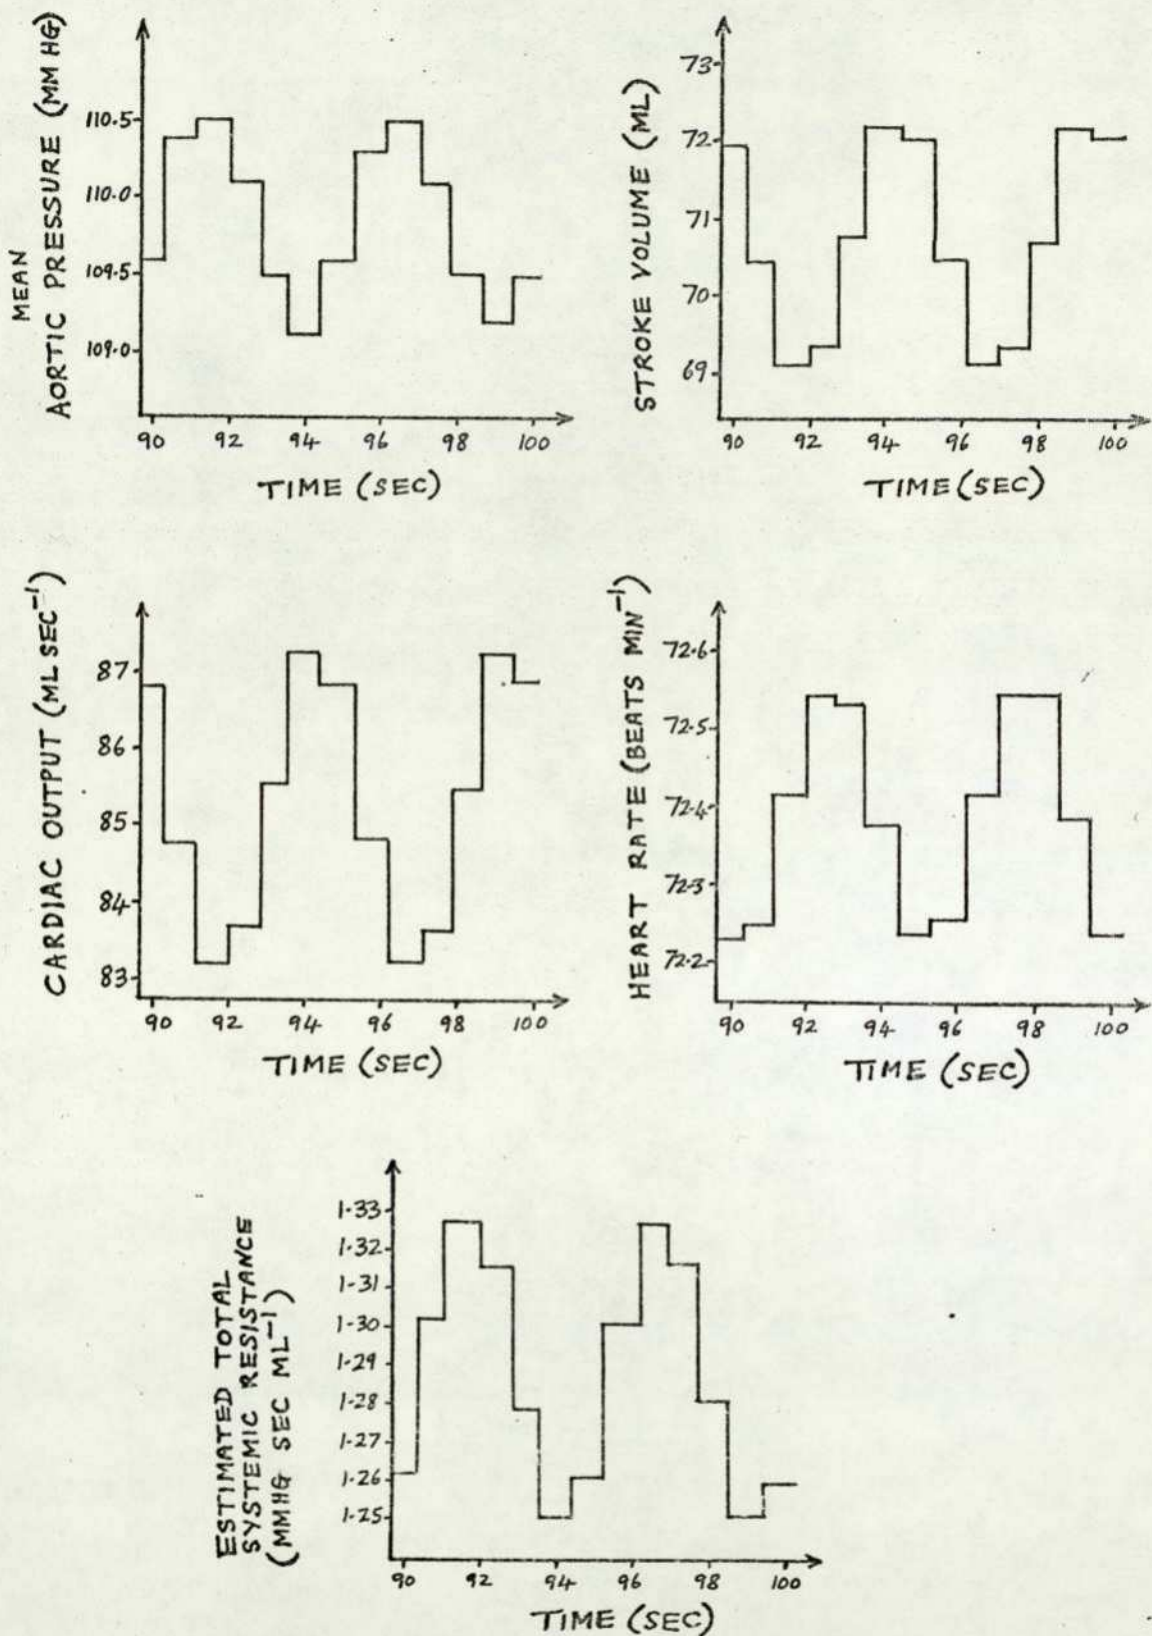 MEAN
AORTIC PRESSURE (MM HG)
110.5
110.0
109.5
109.0
90 92 94 96 98 100
TIME (SEC)
STROKE VOLUME (ML)
73
72
71
70
69
90 92 94 96 98 100
TIME (SEC)
CARDIAC OUTPUT (ML SEC⁻¹)
87
86
85
84
83
90 92 94 96 98 100
TIME (SEC)
HEART RATE (BEATS MIN⁻¹)
72.6
72.5
72.4
72.3
72.2
90 92 94 96 98 100
TIME (SEC)
ESTIMATED TOTAL
SYSTEMIC RESISTANCE
(MMHG SEC ML⁻¹)
1.33
1.32
1.31
1.30
1.29
1.28
1.27
1.26
1.25
90 92 94 96 98 100
TIME (SEC)